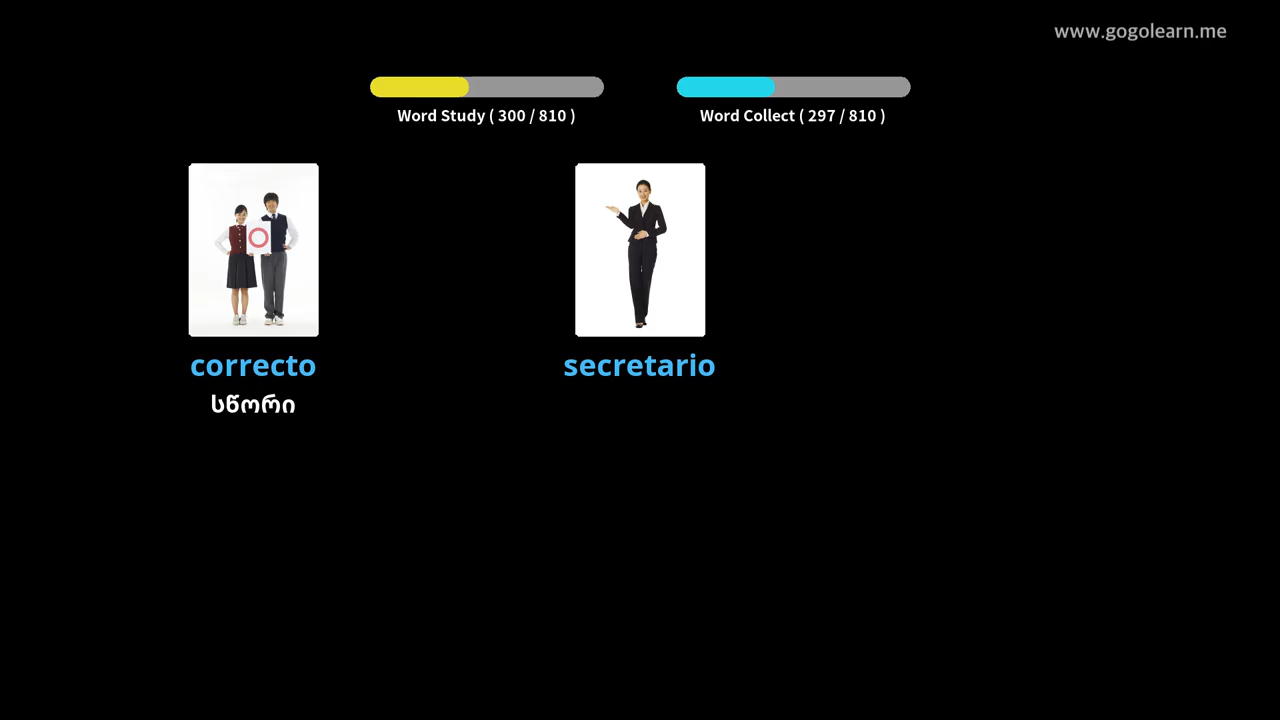 www.gogolearn.me
Word Study ( 300 / 810 )
Word Collect ( 297 / 810 )
correcto
სწორი
secretario